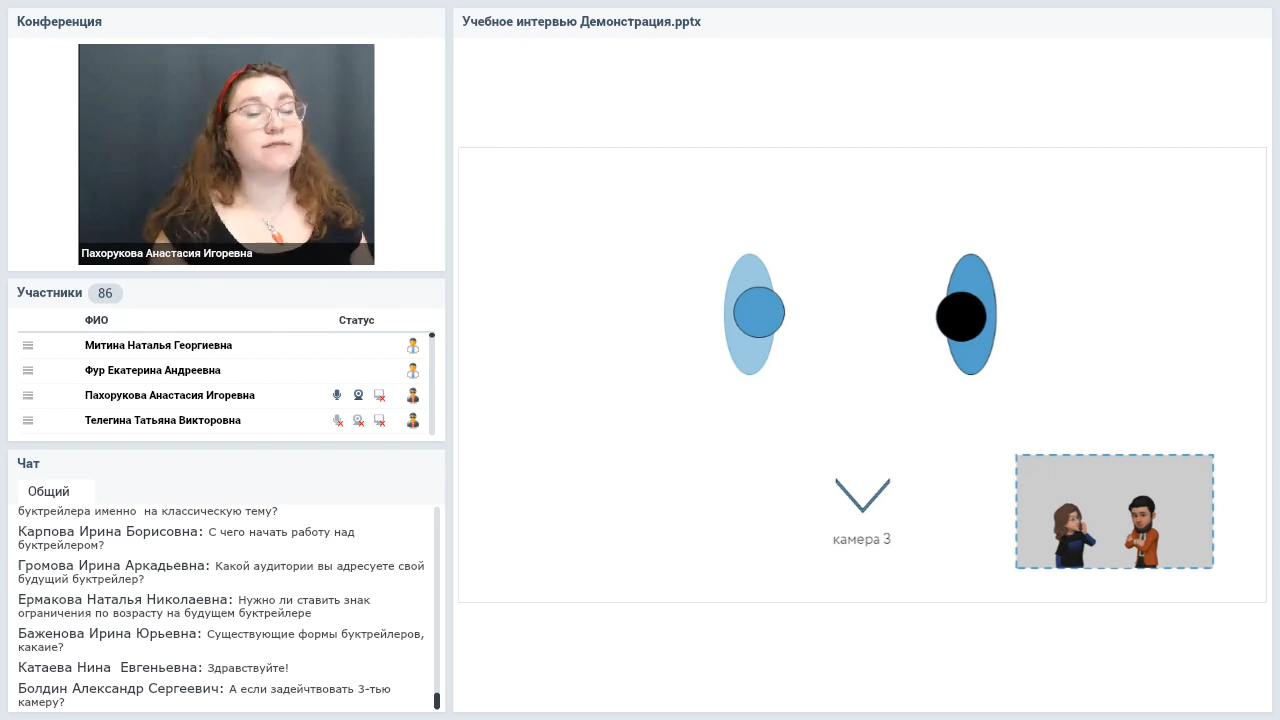 Конференция
Пахорукова Анастасия Игоревна
Участники 86
ФИО Статус
Митина Наталья Георгиевна
Фур Екатерина Андреевна
Пахорукова Анастасия Игоревна
Телегина Татьяна Викторовна
Чат
Общий
буктрейлера именно на классическую тему?
Карпова Ирина Борисовна: С чего начать работу над
буктрейлером?
Громова Ирина Аркадьевна: Какой аудитории вы адресуете свой
будущий буктрейлер?
Ермакова Наталья Николаевна: Нужно ли ставить знак
ограничения по возрасту на будущем буктрейлере
Баженова Ирина Юрьевна: Существующие формы буктрейлеров,
какаие?
Катаева Нина Евгеньевна: Здравствуйте!
Болдин Александр Сергеевич: А если задейчтвовать 3-тью
камеру?
Учебное интервью Демонстрация.pptx
камера 3